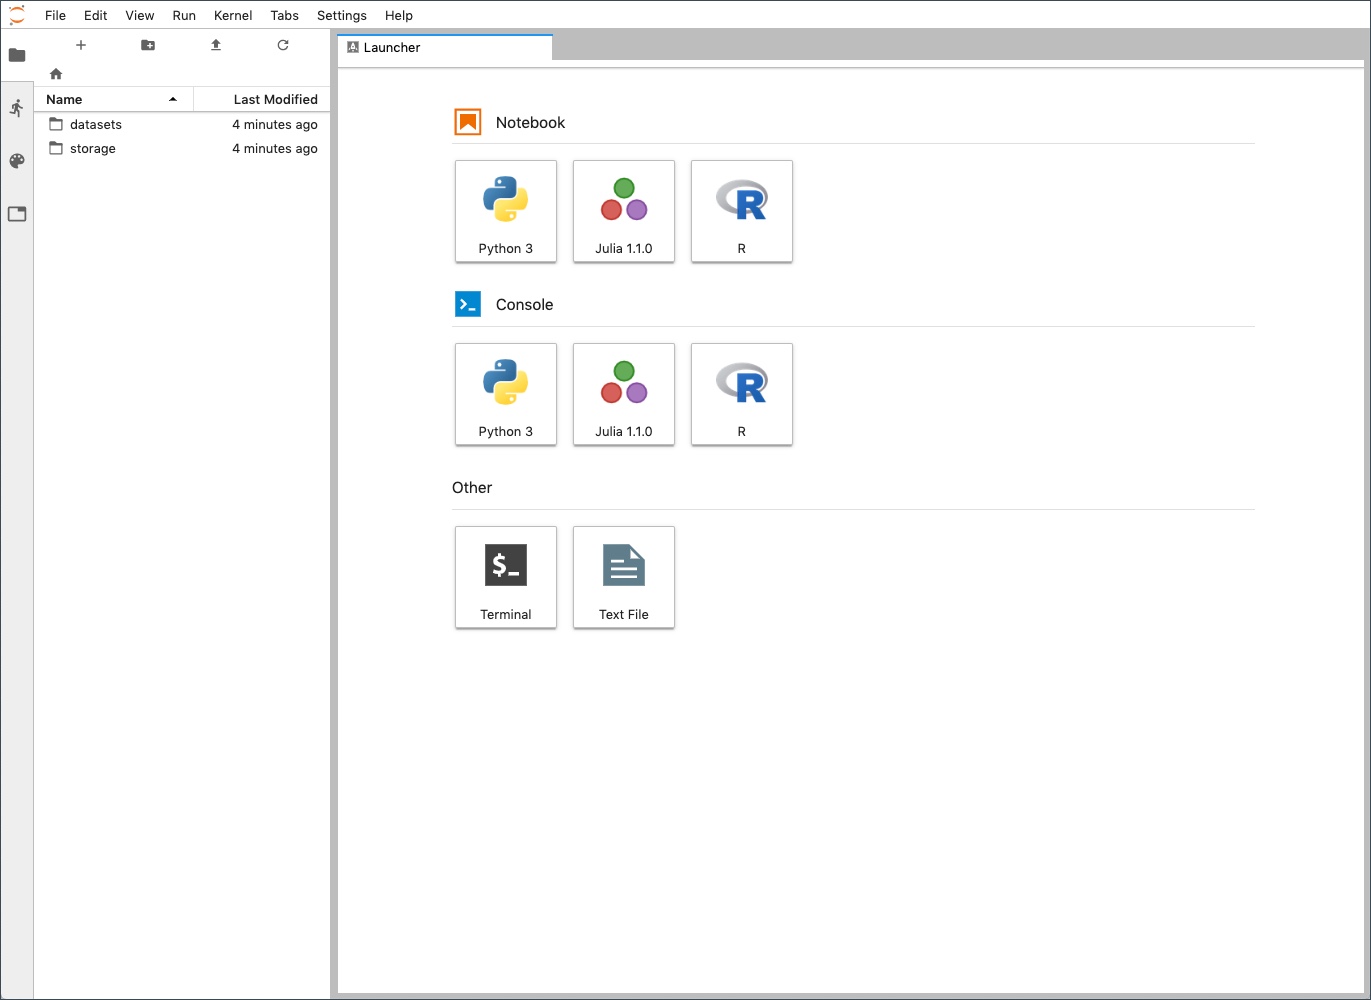 File Edit View Run Kernel Tabs Settings Help
Launcher
Name Last Modified
datasets 4 minutes ago
storage 4 minutes ago
Notebook
Python 3 Julia 1.1.0 R
Console
Python 3 Julia 1.1.0 R
Other
$_
Terminal Text File